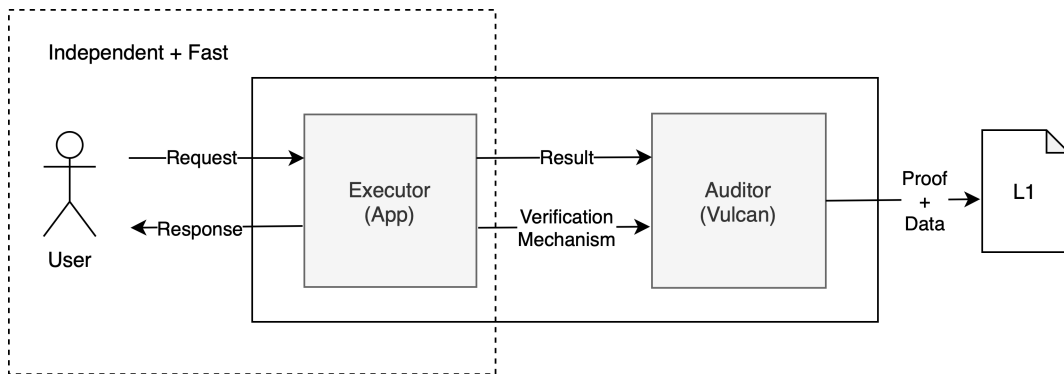 Independent + Fast
Request
Response
User
Executor
(App)
Result
Verification
Mechanism
Auditor
(Vulcan)
Proof
+
Data
L1